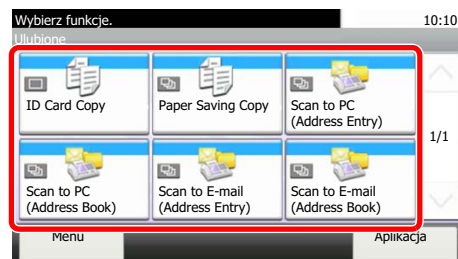 Wybierz funkcje.
10:10
Ulubione
ID Card Copy
Paper Saving Copy
Scan to PC
(Address Entry)
1/1
Scan to PC
(Address Book)
Scan to E-mail
(Address Entry)
Scan to E-mail
(Address Book)
Menu
Aplikacja